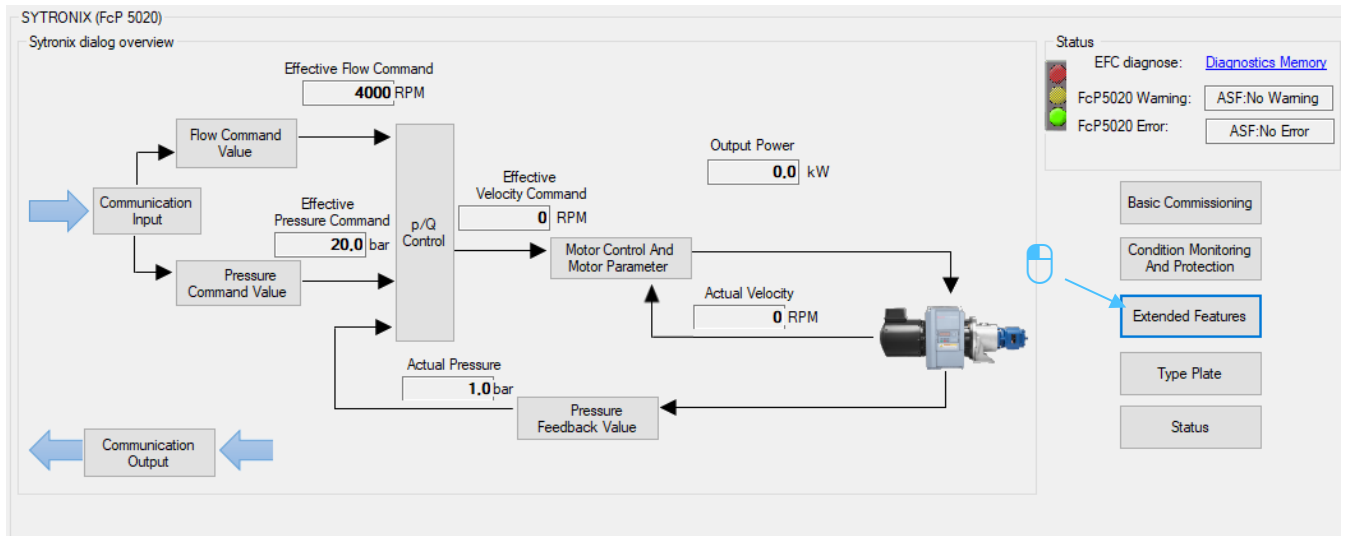 SYTRONIX (FcP 5020)
Sytronix dialog overview
Effective Flow Command
4000 RPM
Flow Command
Value
Communication
Input
Effective
Pressure Command
20,0 bar
Pressure
Command Value
p/Q
Control
Effective
Velocity Command
0 RPM
Motor Control And
Motor Parameter
Output Power
0,0 kW
Actual Velocity
0 RPM
Actual Pressure
1,0 bar
Pressure
Feedback Value
Communication
Output
Status
EFC diagnose: Diagnostics Memory
FcP5020 Warning: ASF:No Warning
FcP5020 Error: ASF:No Error
Basic Commissioning
Condition Monitoring
And Protection
Extended Features
Type Plate
Status